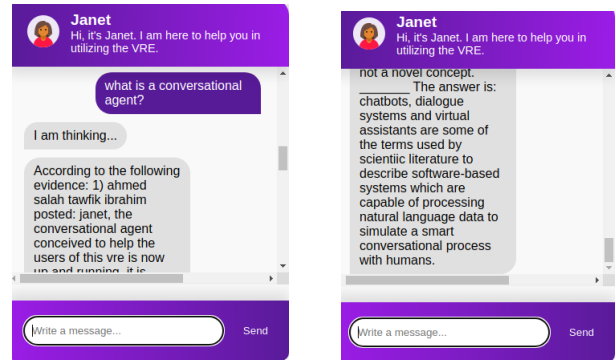 Janet
Hi, it's Janet. I am here to help you in
utilizing the VRE.
what is a conversational
agent?
I am thinking...
According to the following
evidence: 1) ahmed
salah tawfik ibrahim
posted: janet, the
conversational agent
conceived to help the
users of this vre is now
up and running, it is
Write a message...
Send
Janet
Hi, it's Janet. I am here to help you in
utilizing the VRE.
not a novel concept.
_______ The answer is:
chatbots, dialogue
systems and virtual
assistants are some of
the terms used by
scientiic literature to
describe software-based
systems which are
capable of processing
natural language data to
simulate a smart
conversational process
with humans.
Write a message...
Send